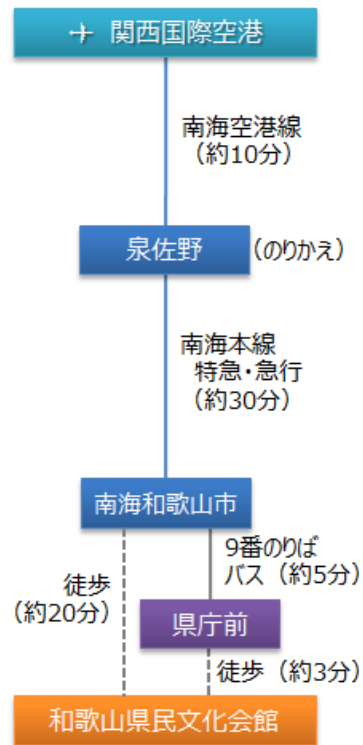 関西国際空港
南海空港線
（約10分）
泉佐野
（のりかえ）
南海本線
特急・急行
（約30分）
南海和歌山市
9番のりば
バス（約5分）
徒歩
（約20分）
県庁前
徒歩（約3分）
和歌山県民文化会館